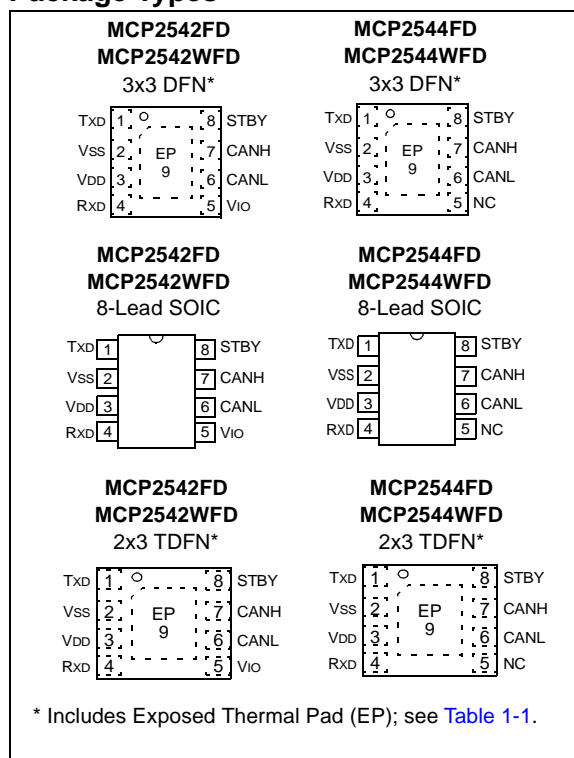 Package Types
MCP2542FD
MCP2542WFD
3x3 DFN*
TXD 1 8 STBY
VSS 2 EP 7 CANH
VDD 3 9 6 CANL
RXD 4 5 VIO
MCP2544FD
MCP2544WFD
3x3 DFN*
TXD 1 8 STBY
VSS 2 EP 7 CANH
VDD 3 9 6 CANL
RXD 4 5 NC
MCP2542FD
MCP2542WFD
8-Lead SOIC
TXD 1 8 STBY
VSS 2 7 CANH
VDD 3 6 CANL
RXD 4 5 VIO
MCP2544FD
MCP2544WFD
8-Lead SOIC
TXD 1 8 STBY
VSS 2 7 CANH
VDD 3 6 CANL
RXD 4 5 NC
MCP2542FD
MCP2542WFD
2x3 TDFN*
TXD 1 8 STBY
VSS 2 EP 7 CANH
VDD 3 9 6 CANL
RXD 4 5 VIO
MCP2544FD
MCP2544WFD
2x3 TDFN*
TXD 1 8 STBY
VSS 2 EP 7 CANH
VDD 3 9 6 CANL
RXD 4 5 NC
* Includes Exposed Thermal Pad (EP); see Table 1-1.